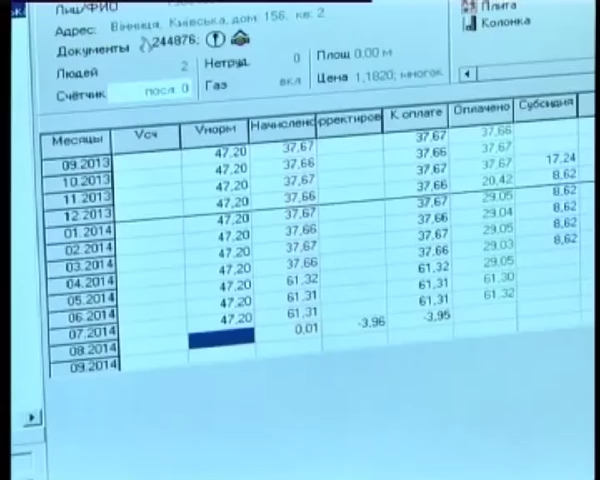 Лиц/ФИО
Адрес: Вінниця, Київська, дом. 156, кв. 2
Документы 244876;
Людей 2 Нетруд. 0 Площ 0.00 м
Счётчик посл. 0 Газ вкл Цена 1,1820; многок
Плита
Колонка
Месяцы Vсч Vнорм Начислено рректиров К оплате Оплачено Субсидия
09.2013 47,20 37,67 37,67 37,66
10.2013 47,20 37,66 37,66 37,67
11.2013 47,20 37,67 37,67 37,67 17,24
12.2013 47,20 37,66 37,66 20,42 8,62
01.2014 47,20 37,67 37,67 29,05 8,62
02.2014 47,20 37,66 37,66 29,04 8,62
03.2014 47,20 37,67 37,67 29,05 8,62
04.2014 47,20 37,66 37,66 29,03 8,62
05.2014 47,20 61,32 61,32 29,05
06.2014 47,20 61,31 61,31 61,30
07.2014 47,20 61,31 61,31 61,32
08.2014 0,01 -3,96 -3,95
09.2014